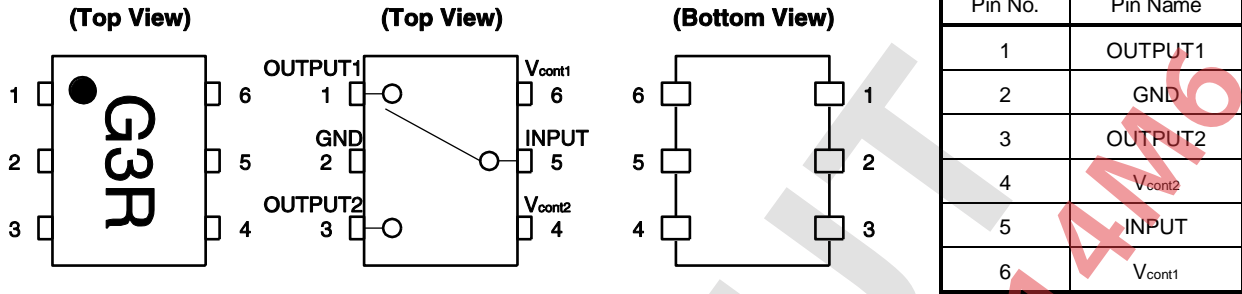 (Top View)
1
2
3
G3R
6
5
4
(Top View)
OUTPUT1
1
GND
2
OUTPUT2
3
Vcont1
6
INPUT
5
Vcont2
4
(Bottom View)
6
5
4
1
2
3
Pin No. Pin Name
1 OUTPUT1
2 GND
3 OUTPUT2
4 Vcont2
5 INPUT
6 Vcont1